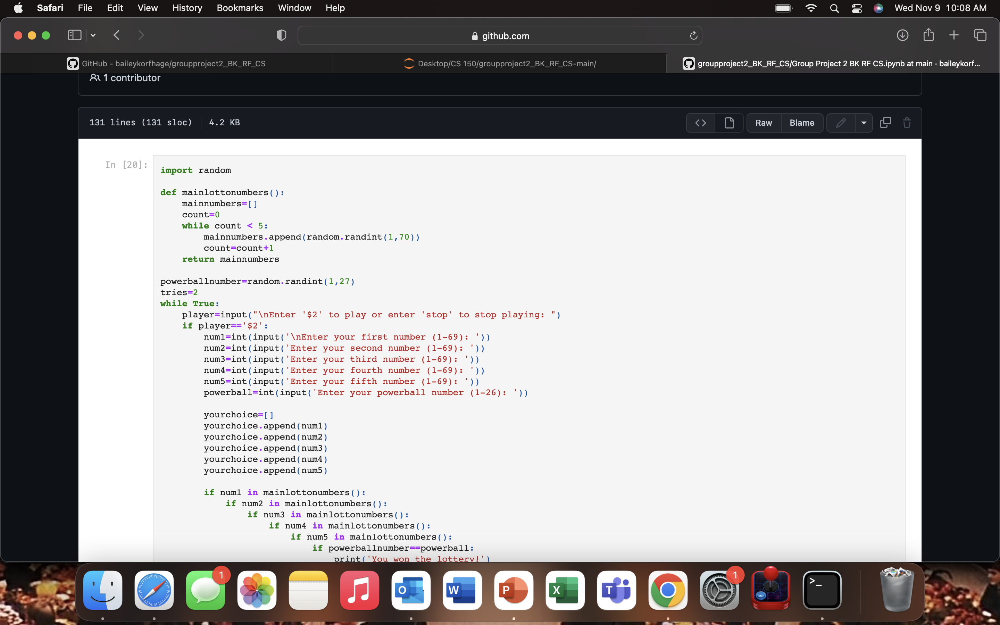 Safari File Edit View History Bookmarks Window Help Wed Nov 9 10:08 AM
github.com
GitHub - baileykorfhage/groupproject2_BK_RF_CS Desktop/CS 150/groupproject2_BK_RF_CS-main/ groupproject2_BK_RF_CS/Group Project 2 BK RF CS.ipynb at main · baileykorf...
1 contributor
131 lines (131 sloc) 4.2 KB <> Raw Blame
In [20]:
import random
def mainlottonumbers():
    mainnumbers=[]
    count=0
    while count < 5:
        mainnumbers.append(random.randint(1,70))
        count=count+1
    return mainnumbers
powerballnumber=random.randint(1,27)
tries=2
while True:
    player=input("\nEnter '$2' to play or enter 'stop' to stop playing: ")
    if player=='$2':
        num1=int(input('\nEnter your first number (1-69): '))
        num2=int(input('Enter your second number (1-69): '))
        num3=int(input('Enter your third number (1-69): '))
        num4=int(input('Enter your fourth number (1-69): '))
        num5=int(input('Enter your fifth number (1-69): '))
        powerball=int(input('Enter your powerball number (1-26): '))
        yourchoice=[]
        yourchoice.append(num1)
        yourchoice.append(num2)
        yourchoice.append(num3)
        yourchoice.append(num4)
        yourchoice.append(num5)
        if num1 in mainlottonumbers():
            if num2 in mainlottonumbers():
                if num3 in mainlottonumbers():
                    if num4 in mainlottonumbers():
                        if num5 in mainlottonumbers():
                            if powerballnumber==powerball:
                                print('You won the lottery!')
1 O W P X T 1 >_